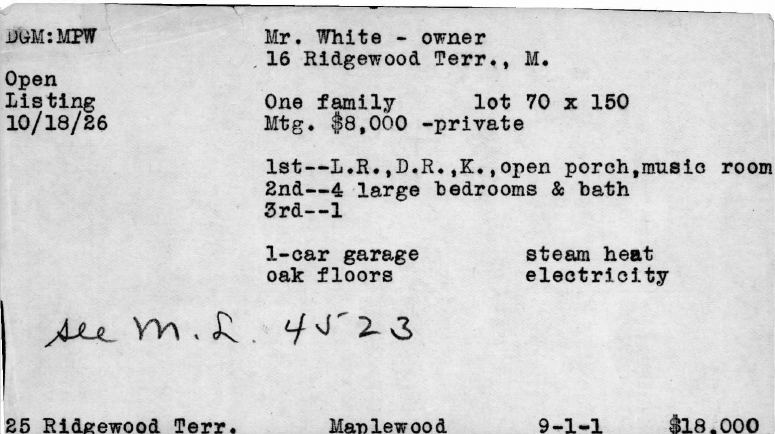 DGM:MPW Mr. White - owner
16 Ridgewood Terr., M.
Open
Listing One family lot 70 x 150
10/18/26 Mtg. $8,000 -private
1st--L.R.,D.R.,K.,open porch,music room
2nd--4 large bedrooms & bath
3rd--1
1-car garage steam heat
oak floors electricity
see M.L. 4523
25 Ridgewood Terr. Maplewood 9-1-1 $18,000